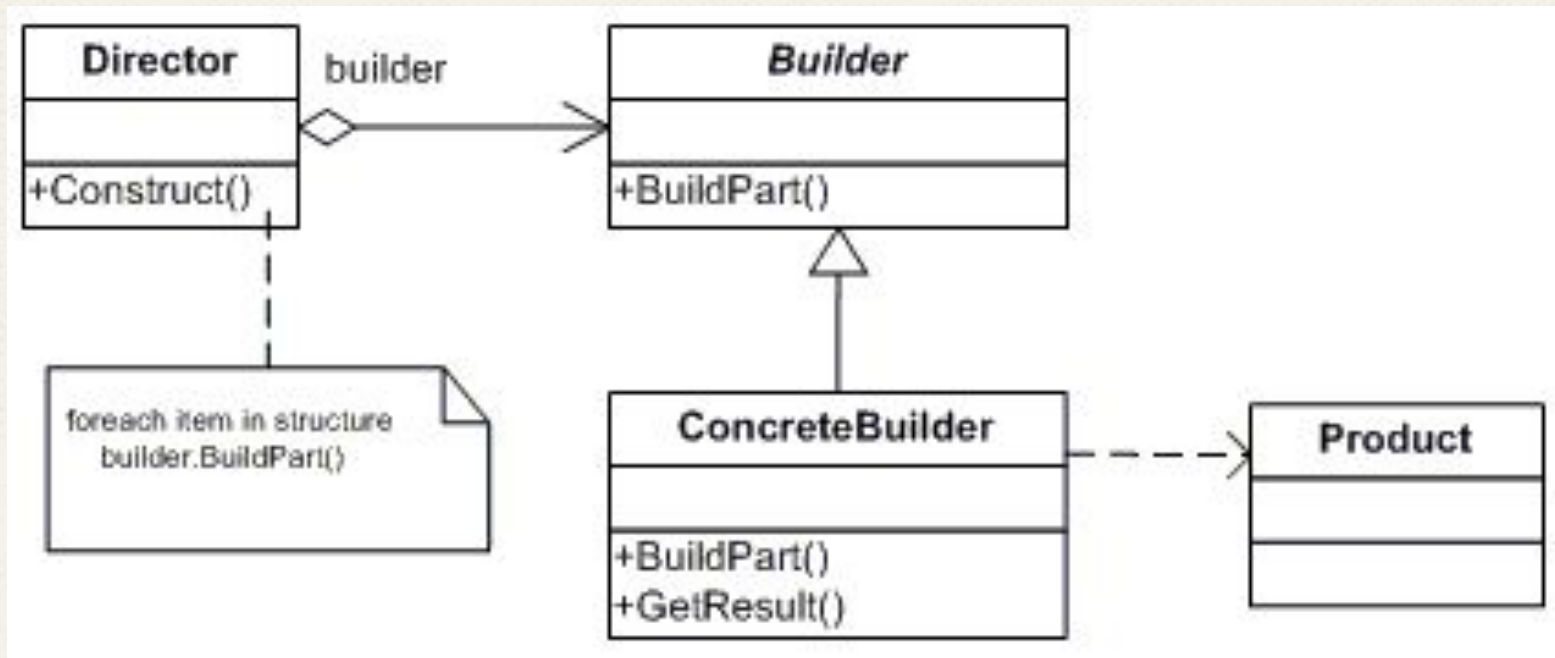 Director
builder
Builder
+Construct()
+BuildPart()
foreach item in structure
builder.BuildPart()
ConcreteBuilder
+BuildPart()
+GetResult()
Product